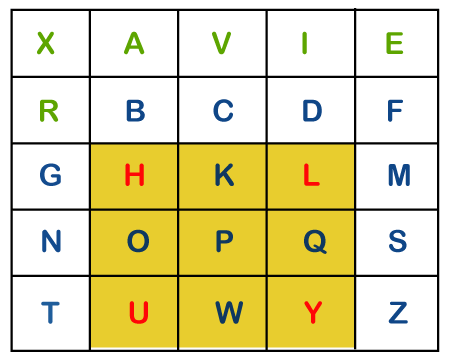 X A V I E
R B C D F
G H K L M
N O P Q S
T U W Y Z